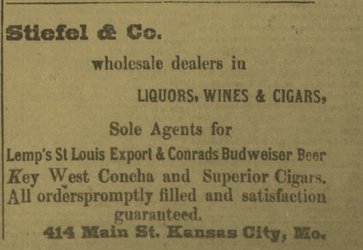 Stiefel & Co.
wholesale dealers in
LIQUORS, WINES & CIGARS,
Sole Agents for
Lemp's St Louis Export & Conrads Budweiser Beer
Key West Concha and Superior Cigars.
All orderspromptly filled and satisfaction
guaranteed.
414 Main St. Kansas City, Mo.